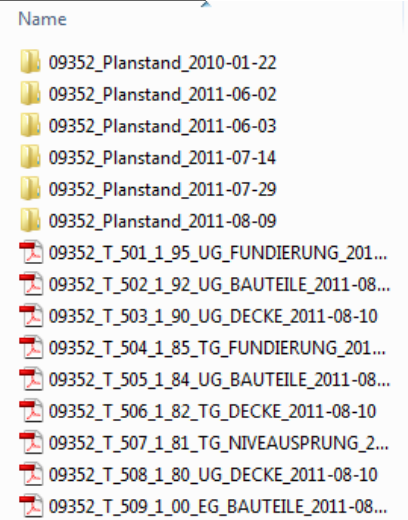 Name
09352_Planstand_2010-01-22
09352_Planstand_2011-06-02
09352_Planstand_2011-06-03
09352_Planstand_2011-07-14
09352_Planstand_2011-07-29
09352_Planstand_2011-08-09
09352_T_501_1_95_UG_FUNDIERUNG_201...
09352_T_502_1_92_UG_BAUTEILE_2011-08...
09352_T_503_1_90_UG_DECKE_2011-08-10
09352_T_504_1_85_TG_FUNDIERUNG_201...
09352_T_505_1_84_UG_BAUTEILE_2011-08...
09352_T_506_1_82_TG_DECKE_2011-08-10
09352_T_507_1_81_TG_NIVEAUSPRUNG_2...
09352_T_508_1_80_UG_DECKE_2011-08-10
09352_T_509_1_00_EG_BAUTEILE_2011-08...